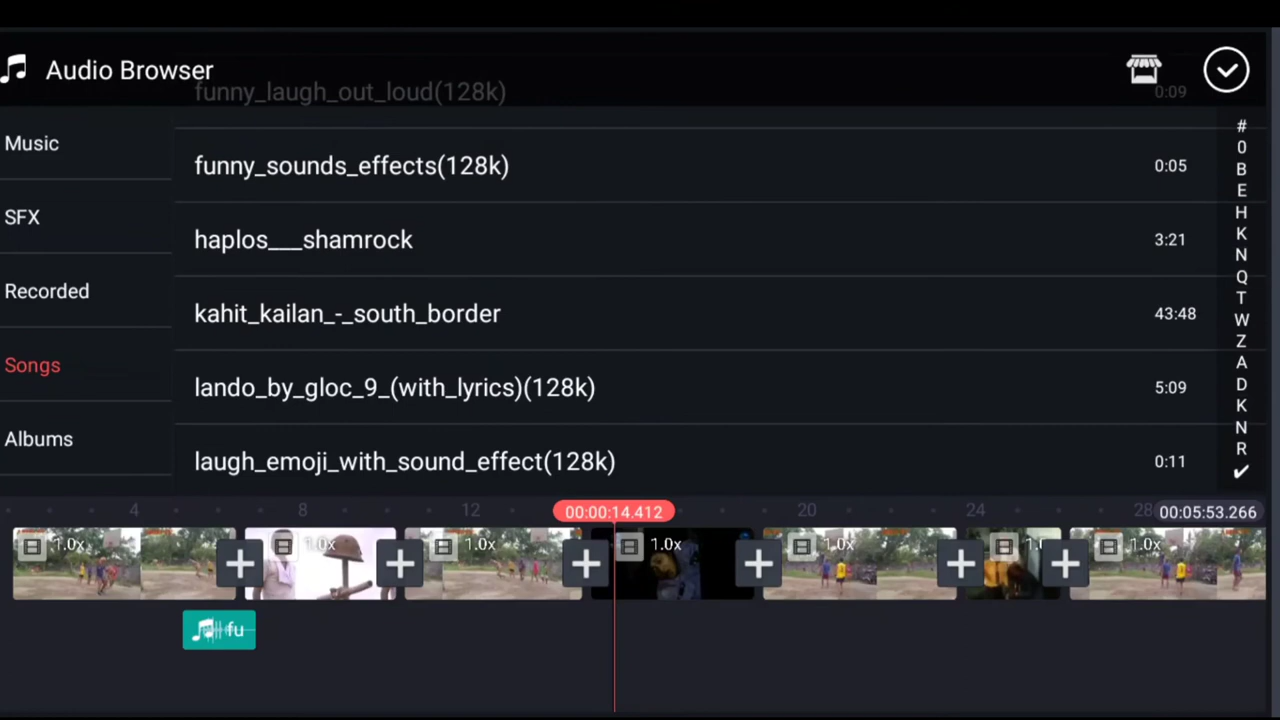 Audio Browser
funny_laugh_out_loud(128k) 0:09
Music
funny_sounds_effects(128k) 0:05
SFX
haplos___shamrock 3:21
Recorded
kahit_kailan_-_south_border 43:48
Songs
lando_by_gloc_9_(with_lyrics)(128k) 5:09
Albums
laugh_emoji_with_sound_effect(128k) 0:11
#
0
B
E
H
K
N
Q
T
W
Z
A
D
K
N
R
4 8 12 00:00:14.412 20 24 28 00:05:53.266
1.0x 1.0x 1.0x 1.0x 1.0x 1. 1.0x
fu